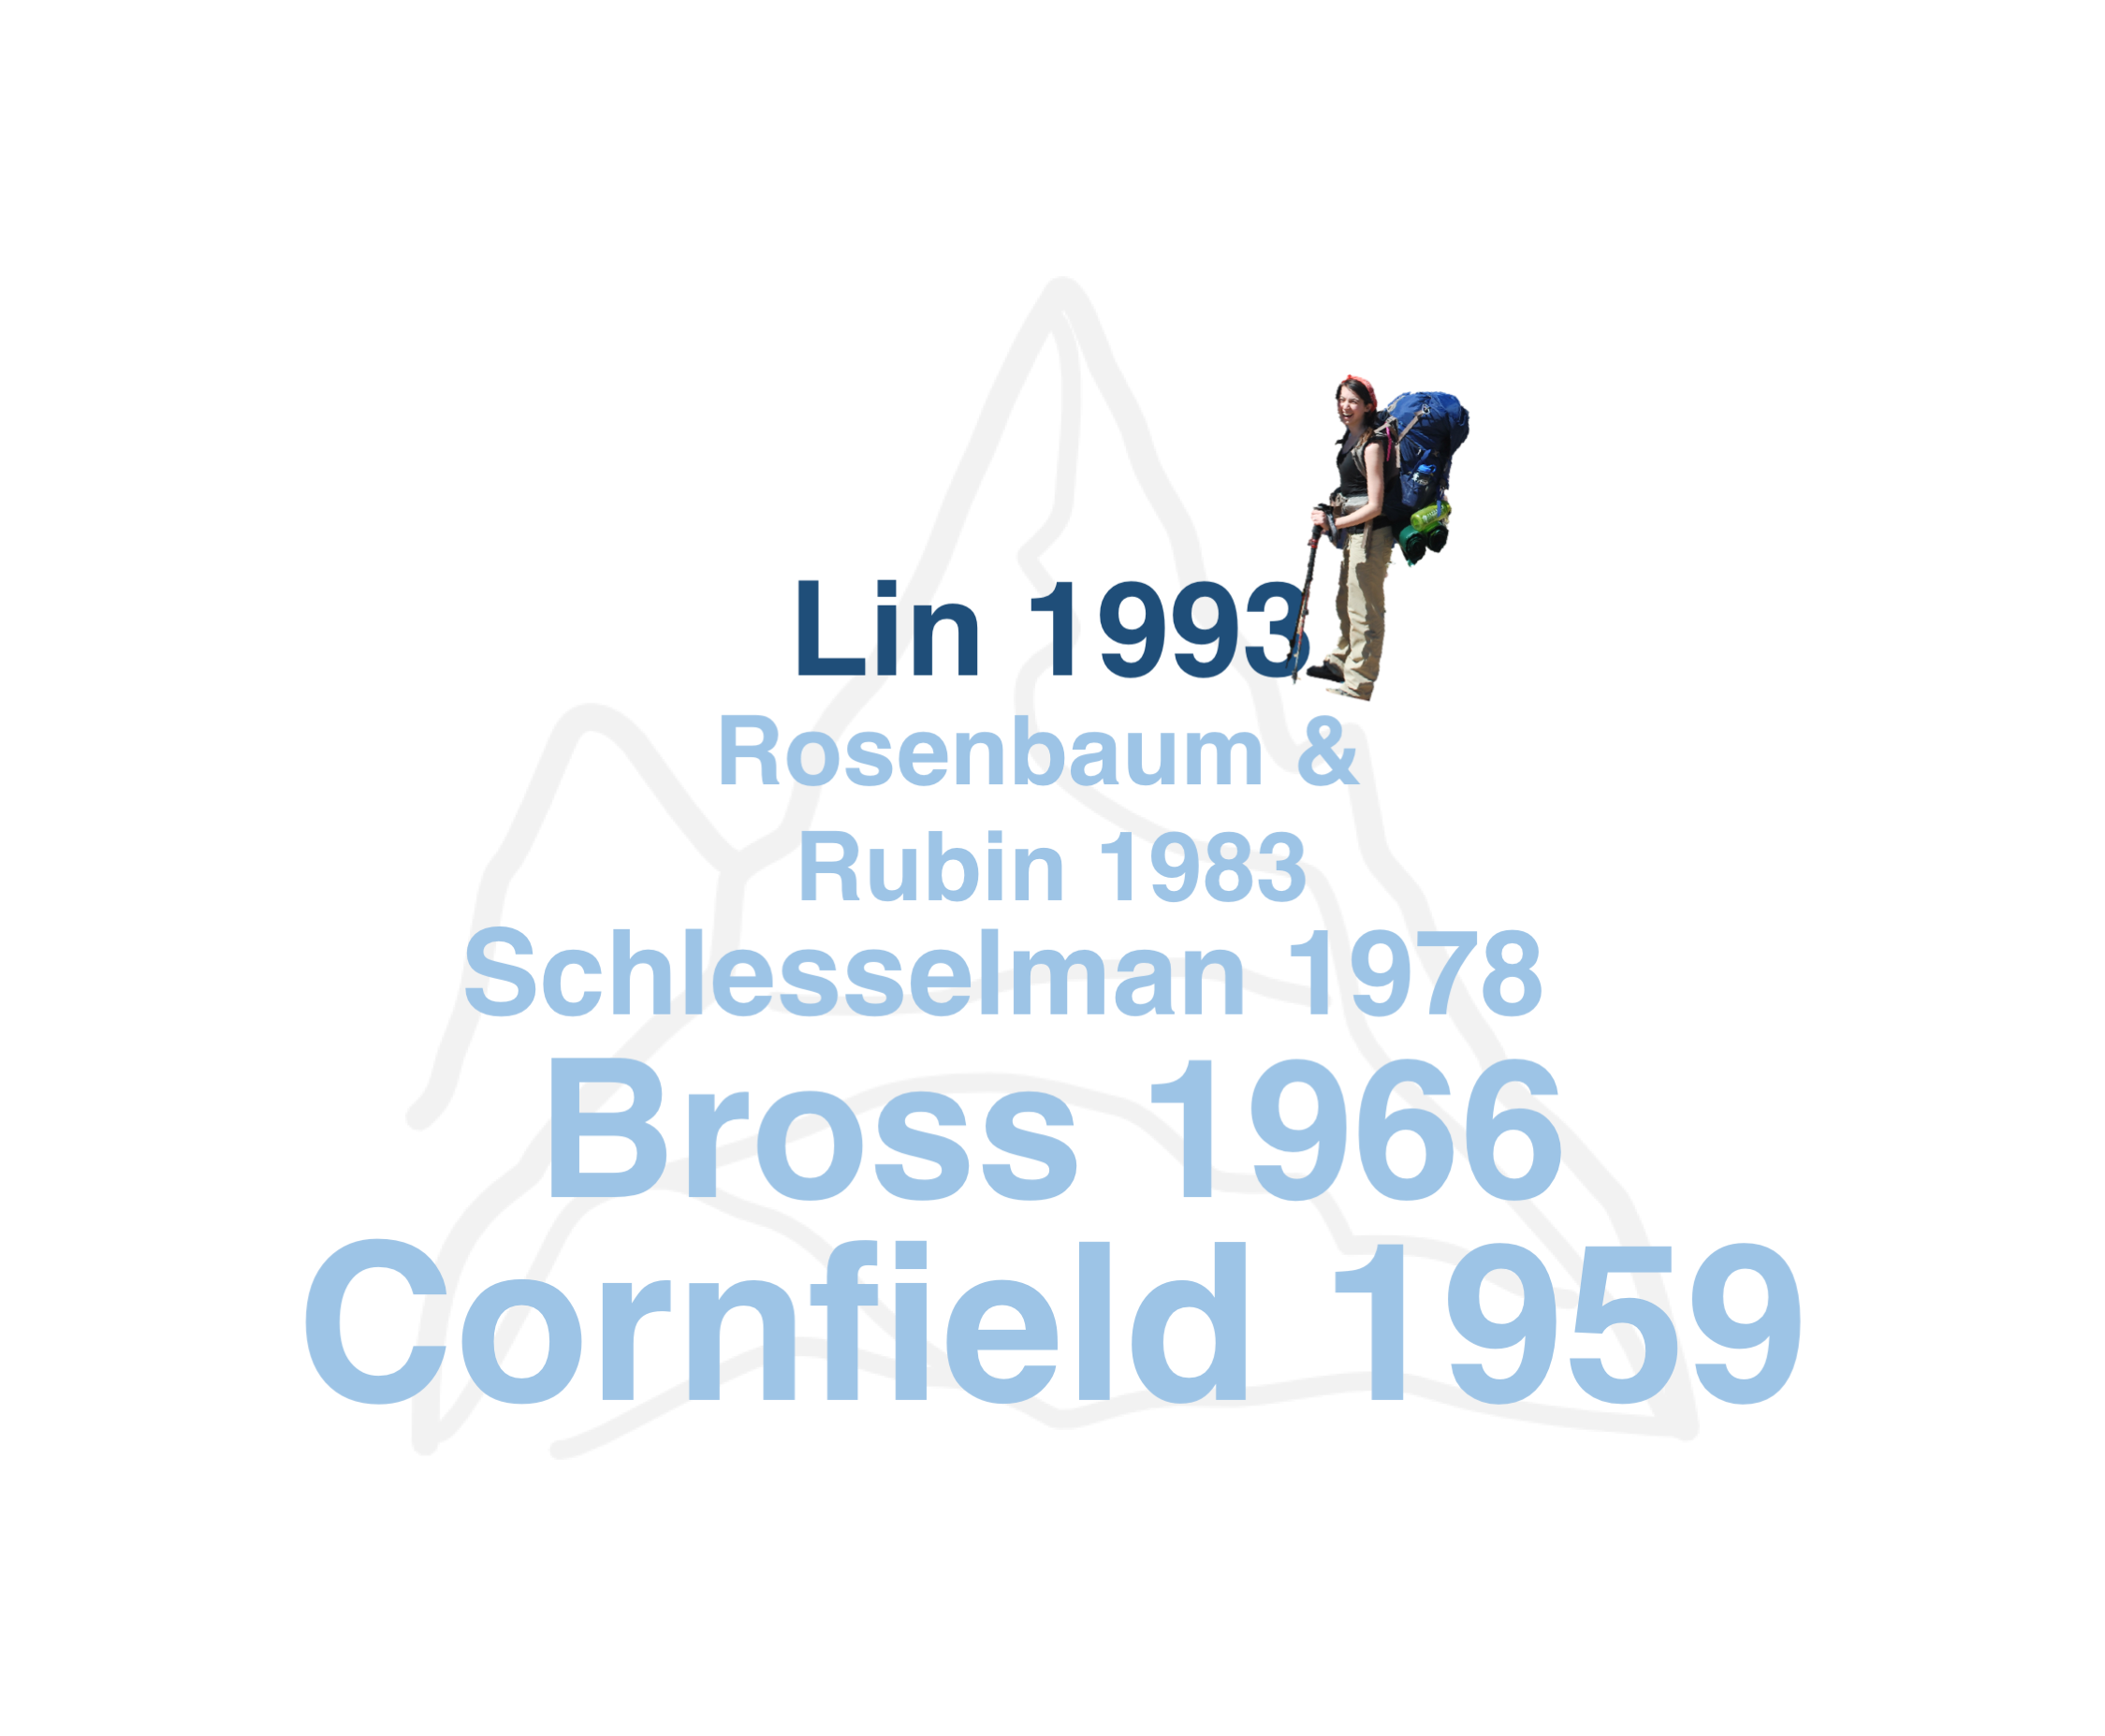 Lin 1993
Rosenbaum &
Rubin 1983
Schlesselman 1978
Bross 1966
Cornfield 1959